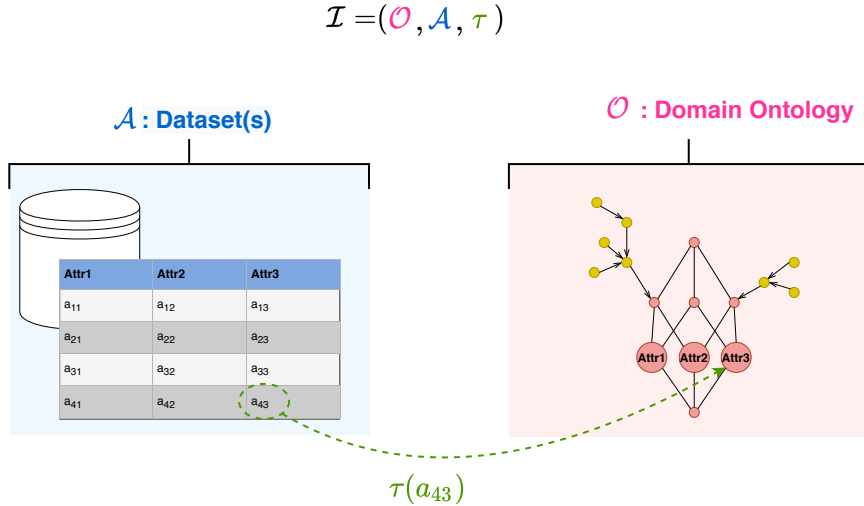 𝓘 =(𝓞, 𝓐, τ)
𝓐 : Dataset(s)
𝓞 : Domain Ontology
Attr1 Attr2 Attr3
a₁₁ a₁₂ a₁₃
a₂₁ a₂₂ a₂₃
a₃₁ a₃₂ a₃₃
a₄₁ a₄₂ a₄₃
Attr1 Attr2 Attr3
τ(a₄₃)